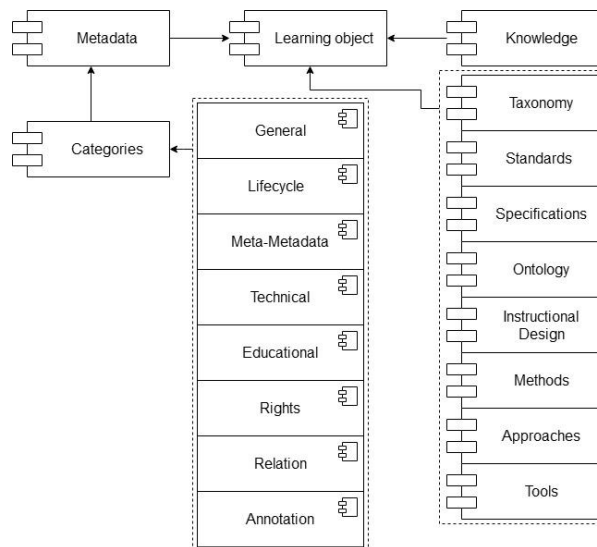 Metadata
Learning object
Knowledge
Categories
General
Lifecycle
Meta-Metadata
Technical
Educational
Rights
Relation
Annotation
Taxonomy
Standards
Specifications
Ontology
Instructional
Design
Methods
Approaches
Tools